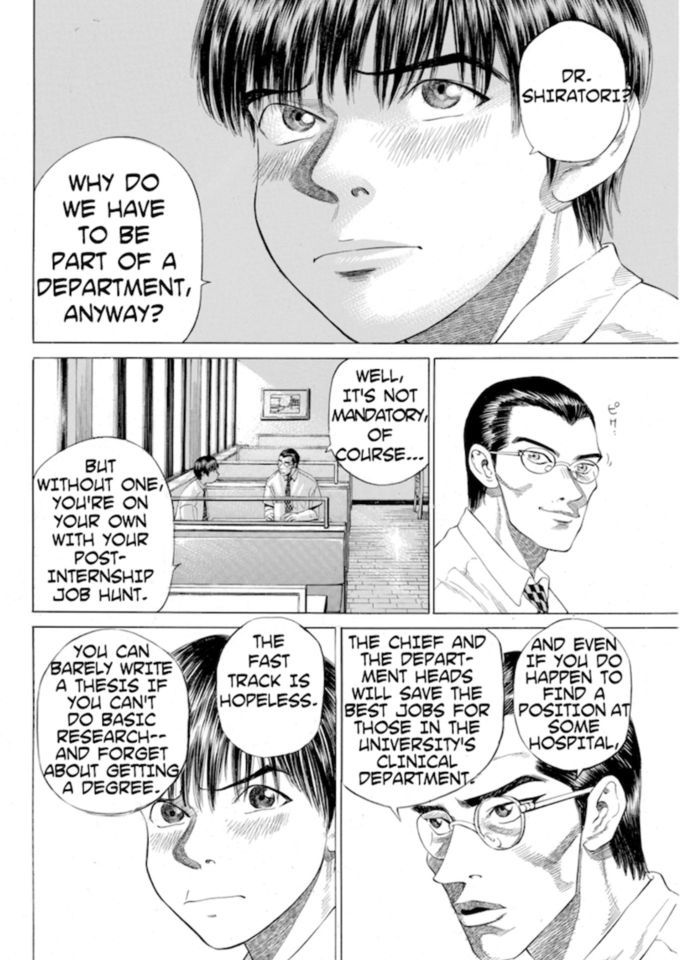 DR.
SHIRATORI?
WHY DO
WE HAVE
TO BE
PART OF A
DEPARTMENT,
ANYWAY?
ピク…
WELL,
IT'S NOT
MANDATORY,
OF
COURSE...
BUT
WITHOUT ONE,
YOU'RE ON
YOUR OWN
WITH YOUR
POST-
INTERNSHIP
JOB HUNT.
AND EVEN
IF YOU DO
HAPPEN TO
FIND A
POSITION AT
SOME
HOSPITAL,
THE CHIEF AND
THE DEPART-
MENT HEADS
WILL SAVE THE
BEST JOBS FOR
THOSE IN THE
UNIVERSITY'S
CLINICAL
DEPARTMENT.
THE
FAST
TRACK IS
HOPELESS.
YOU CAN
BARELY WRITE
A THESIS IF
YOU CAN'T
DO BASIC
RESEARCH--
AND FORGET
ABOUT GETTING
A DEGREE.